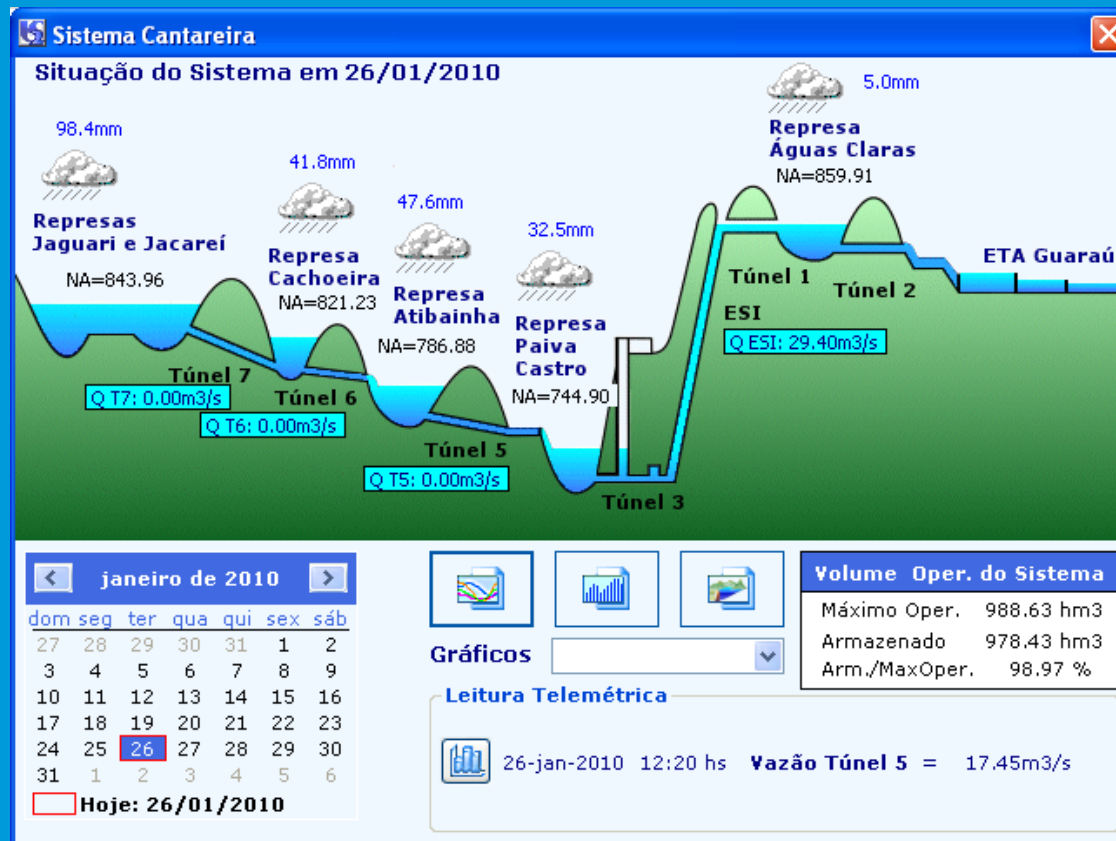 Sistema Cantareira
Situação do Sistema em 26/01/2010
5.0mm
Represa
Águas Claras
NA=859.91
98.4mm
Represas
Jaguari e Jacareí
NA=843.96
41.8mm
Represa
Cachoeira
NA=821.23
47.6mm
Represa
Atibainha
NA=786.88
32.5mm
Represa
Paiva
Castro
NA=744.90
Túnel 1
Túnel 2
ETA Guaraú
ESI
Q ESI: 29.40m3/s
Túnel 7
Q T7: 0.00m3/s
Túnel 6
Q T6: 0.00m3/s
Túnel 5
Q T5: 0.00m3/s
Túnel 3
janeiro de 2010
dom seg ter qua qui sex sáb
27 28 29 30 31 1 2
3 4 5 6 7 8 9
10 11 12 13 14 15 16
17 18 19 20 21 22 23
24 25 26 27 28 29 30
31 1 2 3 4 5 6
Hoje: 26/01/2010
Gráficos
Volume Oper. do Sistema
Máximo Oper. 988.63 hm3
Armazenado 978.43 hm3
Arm./MaxOper. 98.97 %
Leitura Telemétrica
26-jan-2010 12:20 hs Vazão Túnel 5 = 17.45m3/s